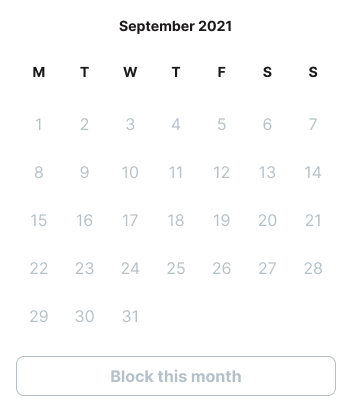 September 2021
M T W T F S S
1 2 3 4 5 6 7
8 9 10 11 12 13 14
15 16 17 18 19 20 21
22 23 24 25 26 27 28
29 30 31
Block this month